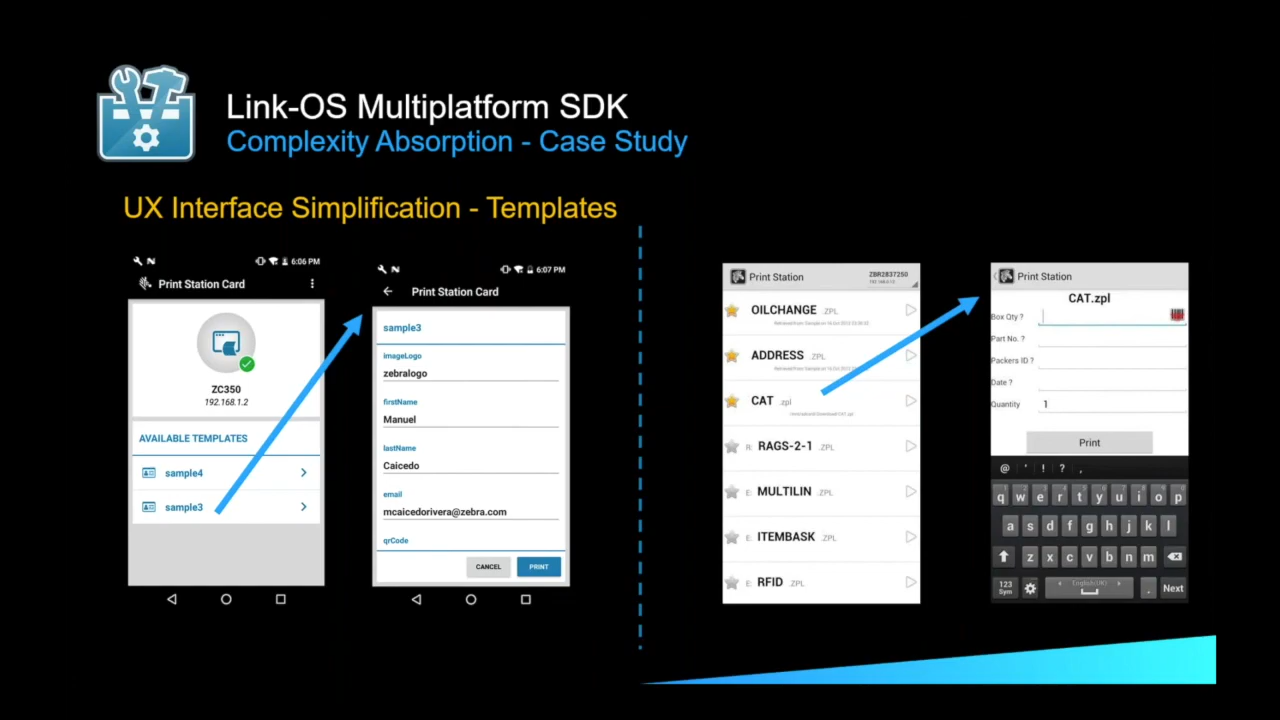 Link-OS Multiplatform SDK
Complexity Absorption - Case Study
UX Interface Simplification - Templates
6:06 PM
Print Station Card
ZC350
192.168.1.2
AVAILABLE TEMPLATES
sample4
sample3
6:07 PM
Print Station Card
sample3
imageLogo
zebralogo
firstName
Manuel
lastName
Caicedo
email
mcaicedorivera@zebra.com
qrCode
CANCEL PRINT
Print Station ZBR2837250
OILCHANGE .ZPL
ADDRESS .ZPL
CAT .zpl
R: RAGS-2-1 .ZPL
E: MULTILIN .ZPL
E: ITEMBASK .ZPL
E: RFID .ZPL
Print Station
CAT.zpl
Box Qty ?
Part No. ?
Packers ID ?
Date ?
Quantity 1
Print
@ ' ! ? ,
q w e r t y u i o p
a s d f g h j k l
z x c v b n m
123 Sym English(UK) . Next